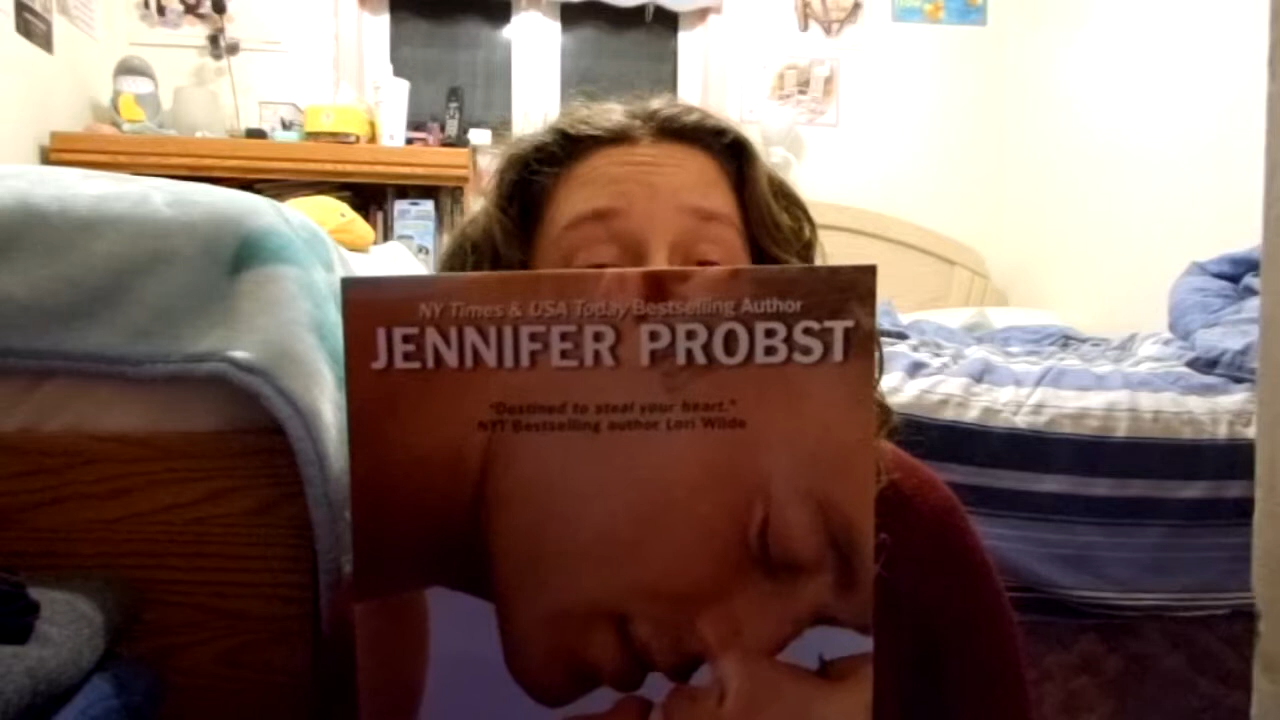 NY Times & USA Today Bestselling Author
JENNIFER PROBST
"Destined to steal your heart."
NYT Bestselling author Lori Wilde